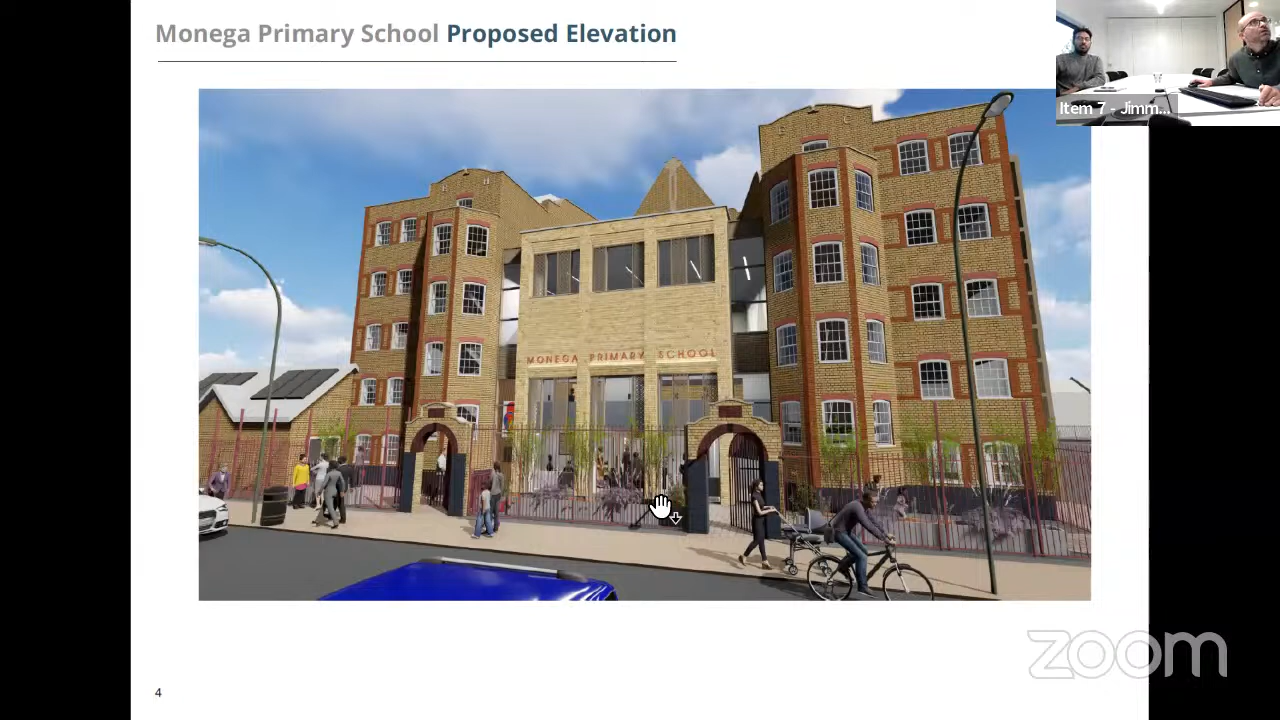 Monega Primary School Proposed Elevation
Item 7 - Jimm...
MONEGA PRIMARY SCHOOL
zoom
4